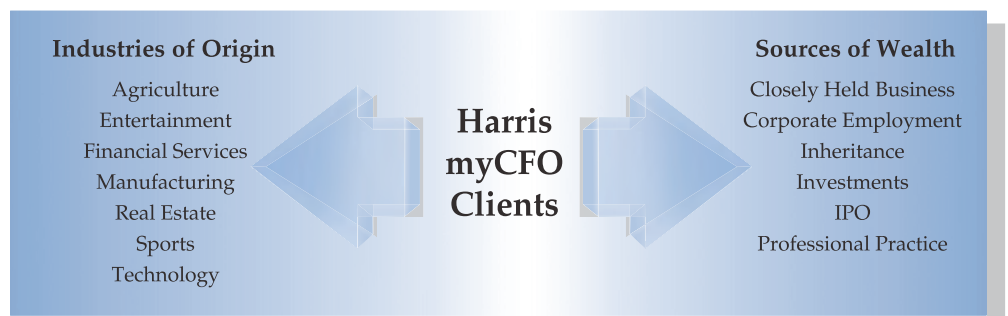 Industries of Origin
Agriculture
Entertainment
Financial Services
Manufacturing
Real Estate
Sports
Technology
Harris
myCFO
Clients
Sources of Wealth
Closely Held Business
Corporate Employment
Inheritance
Investments
IPO
Professional Practice